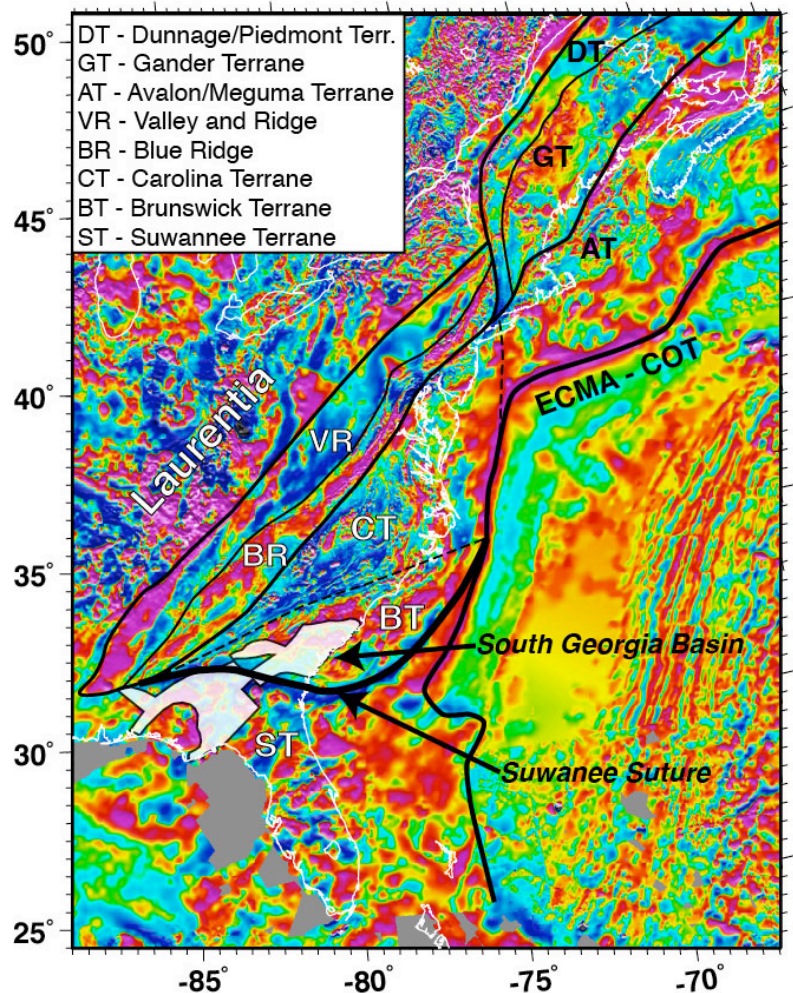 DT - Dunnage/Piedmont Terr.
GT - Gander Terrane
AT - Avalon/Meguma Terrane
VR - Valley and Ridge
BR - Blue Ridge
CT - Carolina Terrane
BT - Brunswick Terrane
ST - Suwannee Terrane
50°
45°
40°
35°
30°
25°
DT
GT
AT
ECMA - COT
Laurentia
VR
CT
BR
BT
South Georgia Basin
ST
Suwanee Suture
-85°
-80°
-75°
-70°